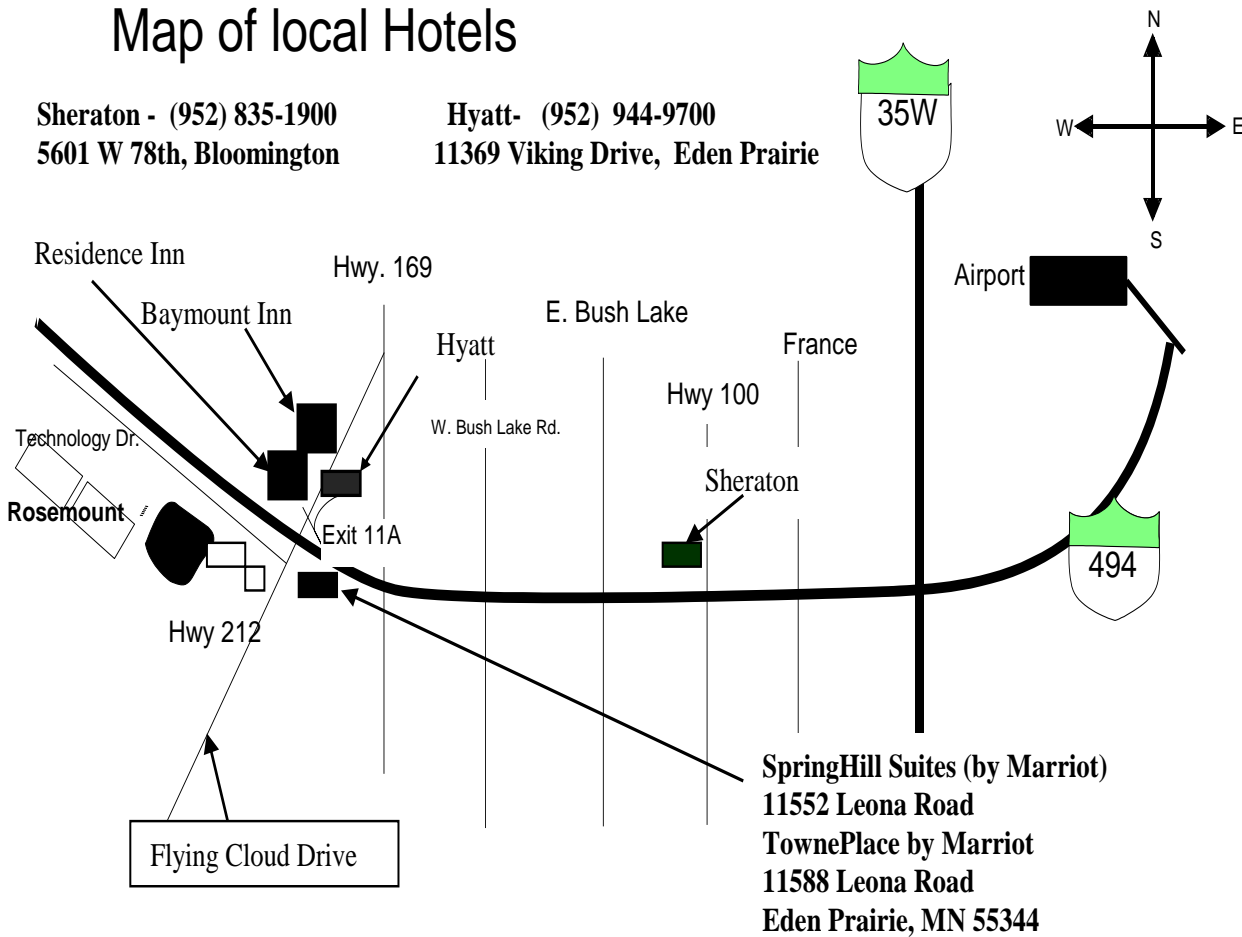 Map of local Hotels
N
Sheraton - (952) 835-1900
5601 W 78th, Bloomington
Hyatt- (952) 944-9700
11369 Viking Drive, Eden Prairie
35W
W
E
S
Residence Inn
Hwy. 169
Airport
Baymount Inn
E. Bush Lake
Hyatt
France
Hwy 100
W. Bush Lake Rd.
Technology Dr.
Sheraton
Rosemount
Exit 11A
494
Hwy 212
SpringHill Suites (by Marriot)
11552 Leona Road
TownePlace by Marriot
11588 Leona Road
Eden Prairie, MN 55344
Flying Cloud Drive